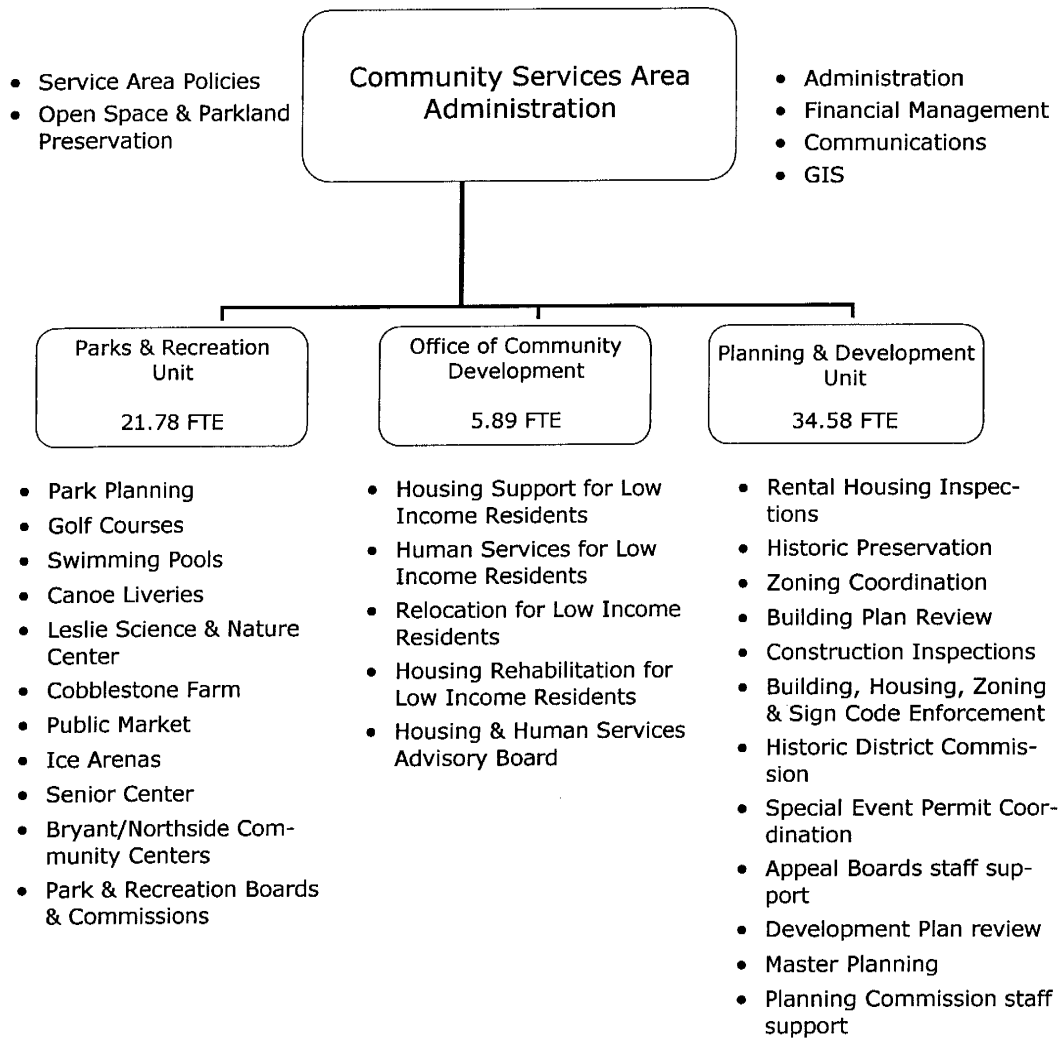 Community Services Area
Administration
• Service Area Policies
• Open Space & Parkland
Preservation
• Administration
• Financial Management
• Communications
• GIS
Parks & Recreation
Unit
21.78 FTE
Office of Community
Development
5.89 FTE
Planning & Development
Unit
34.58 FTE
• Park Planning
• Golf Courses
• Swimming Pools
• Canoe Liveries
• Leslie Science & Nature
Center
• Cobblestone Farm
• Public Market
• Ice Arenas
• Senior Center
• Bryant/Northside Com-
munity Centers
• Park & Recreation Boards
& Commissions
• Housing Support for Low
Income Residents
• Human Services for Low
Income Residents
• Relocation for Low Income
Residents
• Housing Rehabilitation for
Low Income Residents
• Housing & Human Services
Advisory Board
• Rental Housing Inspec-
tions
• Historic Preservation
• Zoning Coordination
• Building Plan Review
• Construction Inspections
• Building, Housing, Zoning
& Sign Code Enforcement
• Historic District Commis-
sion
• Special Event Permit Coor-
dination
• Appeal Boards staff sup-
port
• Development Plan review
• Master Planning
• Planning Commission staff
support